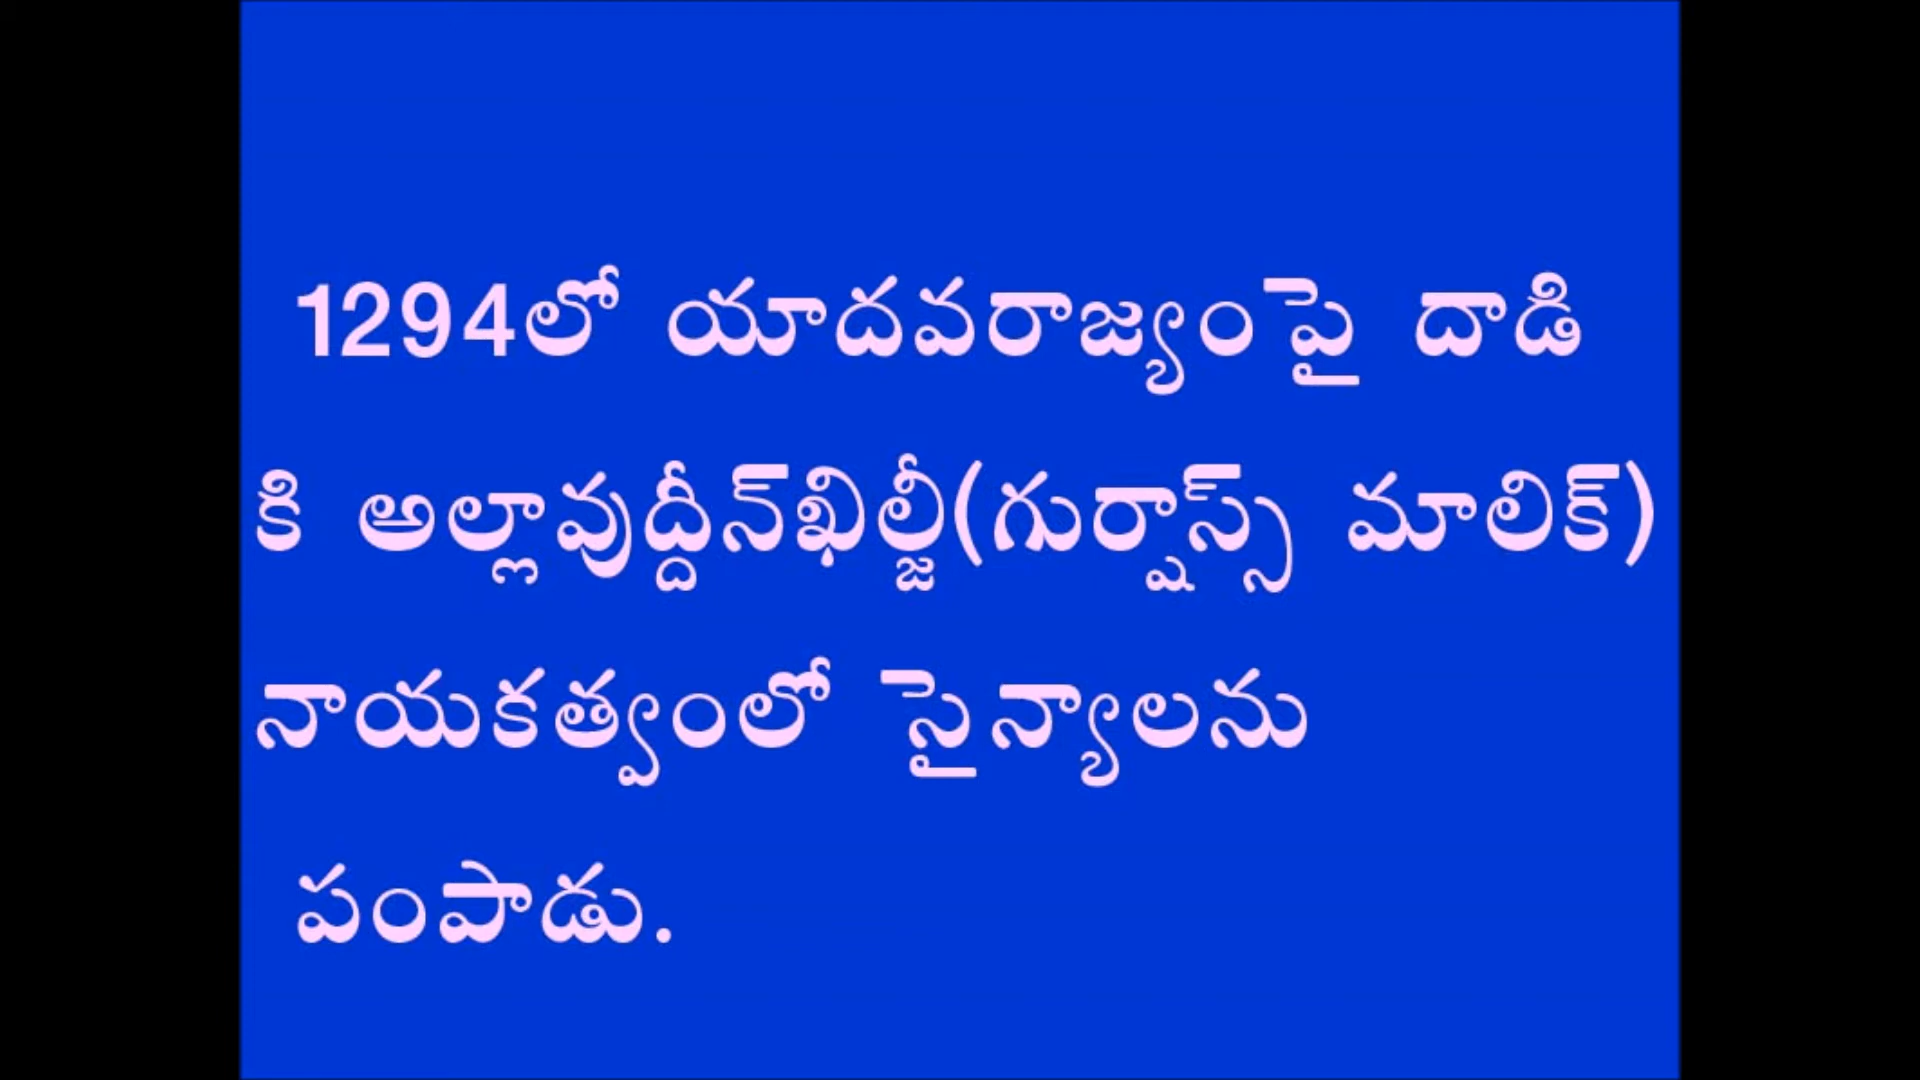 1294లో యాదవరాజ్యంపై దాడి
కి అల్లావుద్దీన్‌ఖిల్జీ(గుర్షాస్స్ మాలిక్)
నాయకత్వంలో సైన్యాలను
పంపాడు.